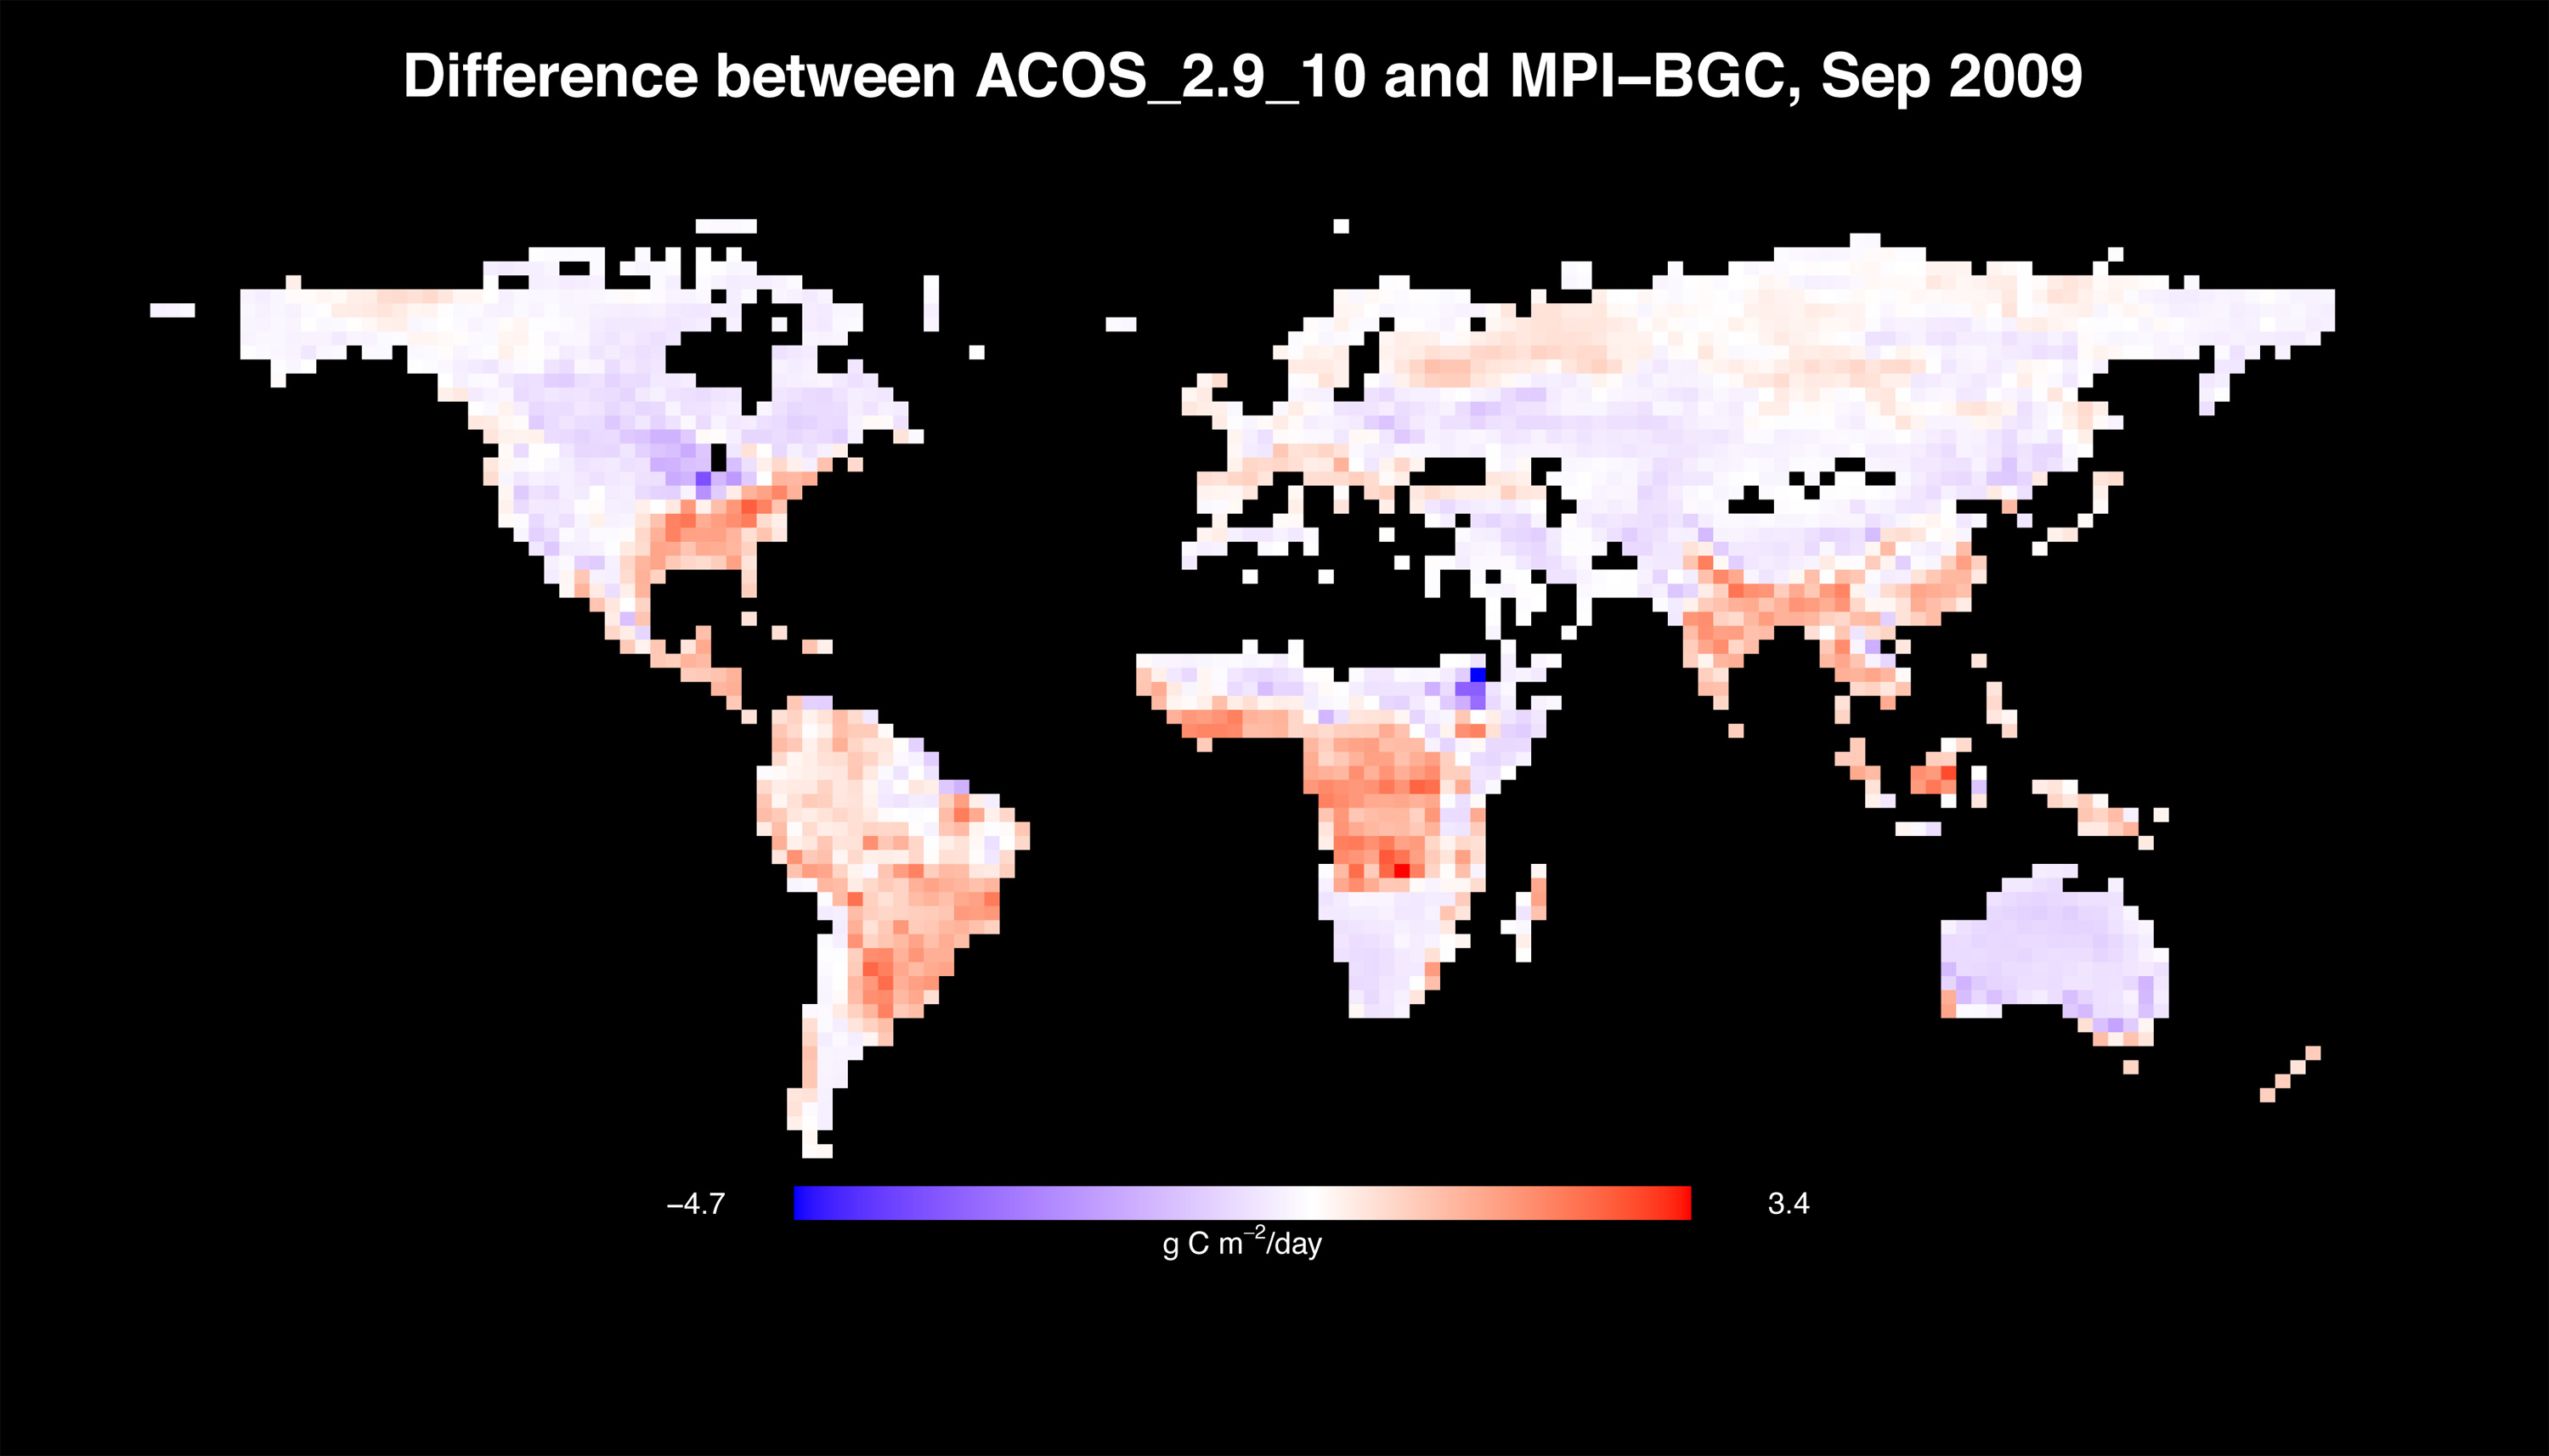 Difference between ACOS_2.9_10 and MPI−BGC, Sep 2009
−4.7
3.4
g C m⁻²/day